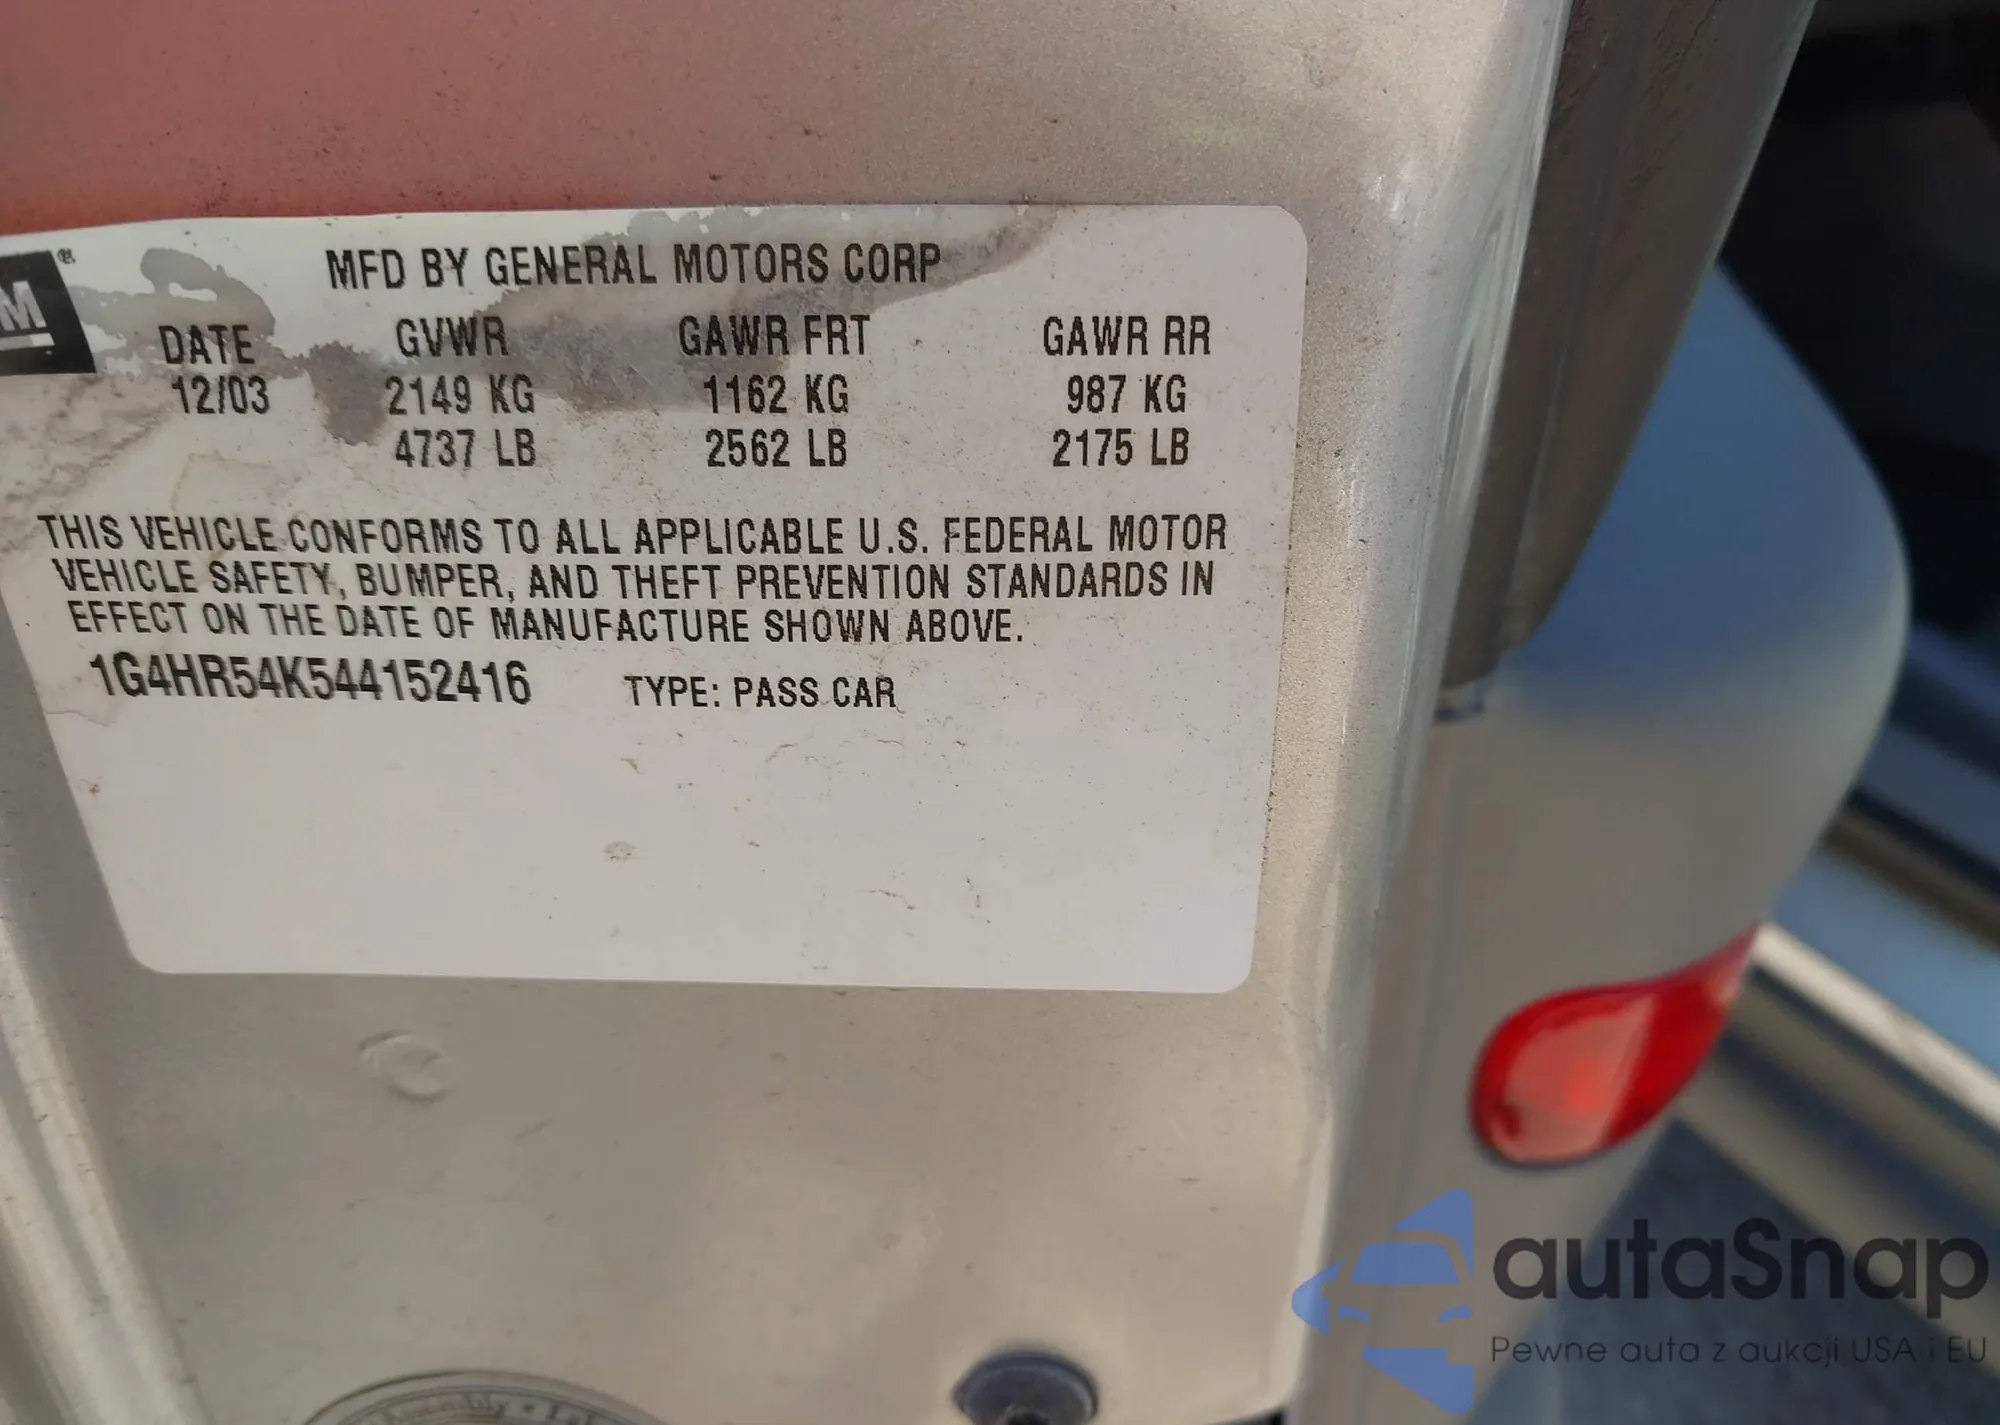 M ®
MFD BY GENERAL MOTORS CORP
DATE GVWR GAWR FRT GAWR RR
12/03 2149 KG 1162 KG 987 KG
4737 LB 2562 LB 2175 LB
THIS VEHICLE CONFORMS TO ALL APPLICABLE U.S. FEDERAL MOTOR
VEHICLE SAFETY, BUMPER, AND THEFT PREVENTION STANDARDS IN
EFFECT ON THE DATE OF MANUFACTURE SHOWN ABOVE.
1G4HR54K544152416 TYPE: PASS CAR
autaSnap
Pewne auta z aukcji USA i EU
Assembly